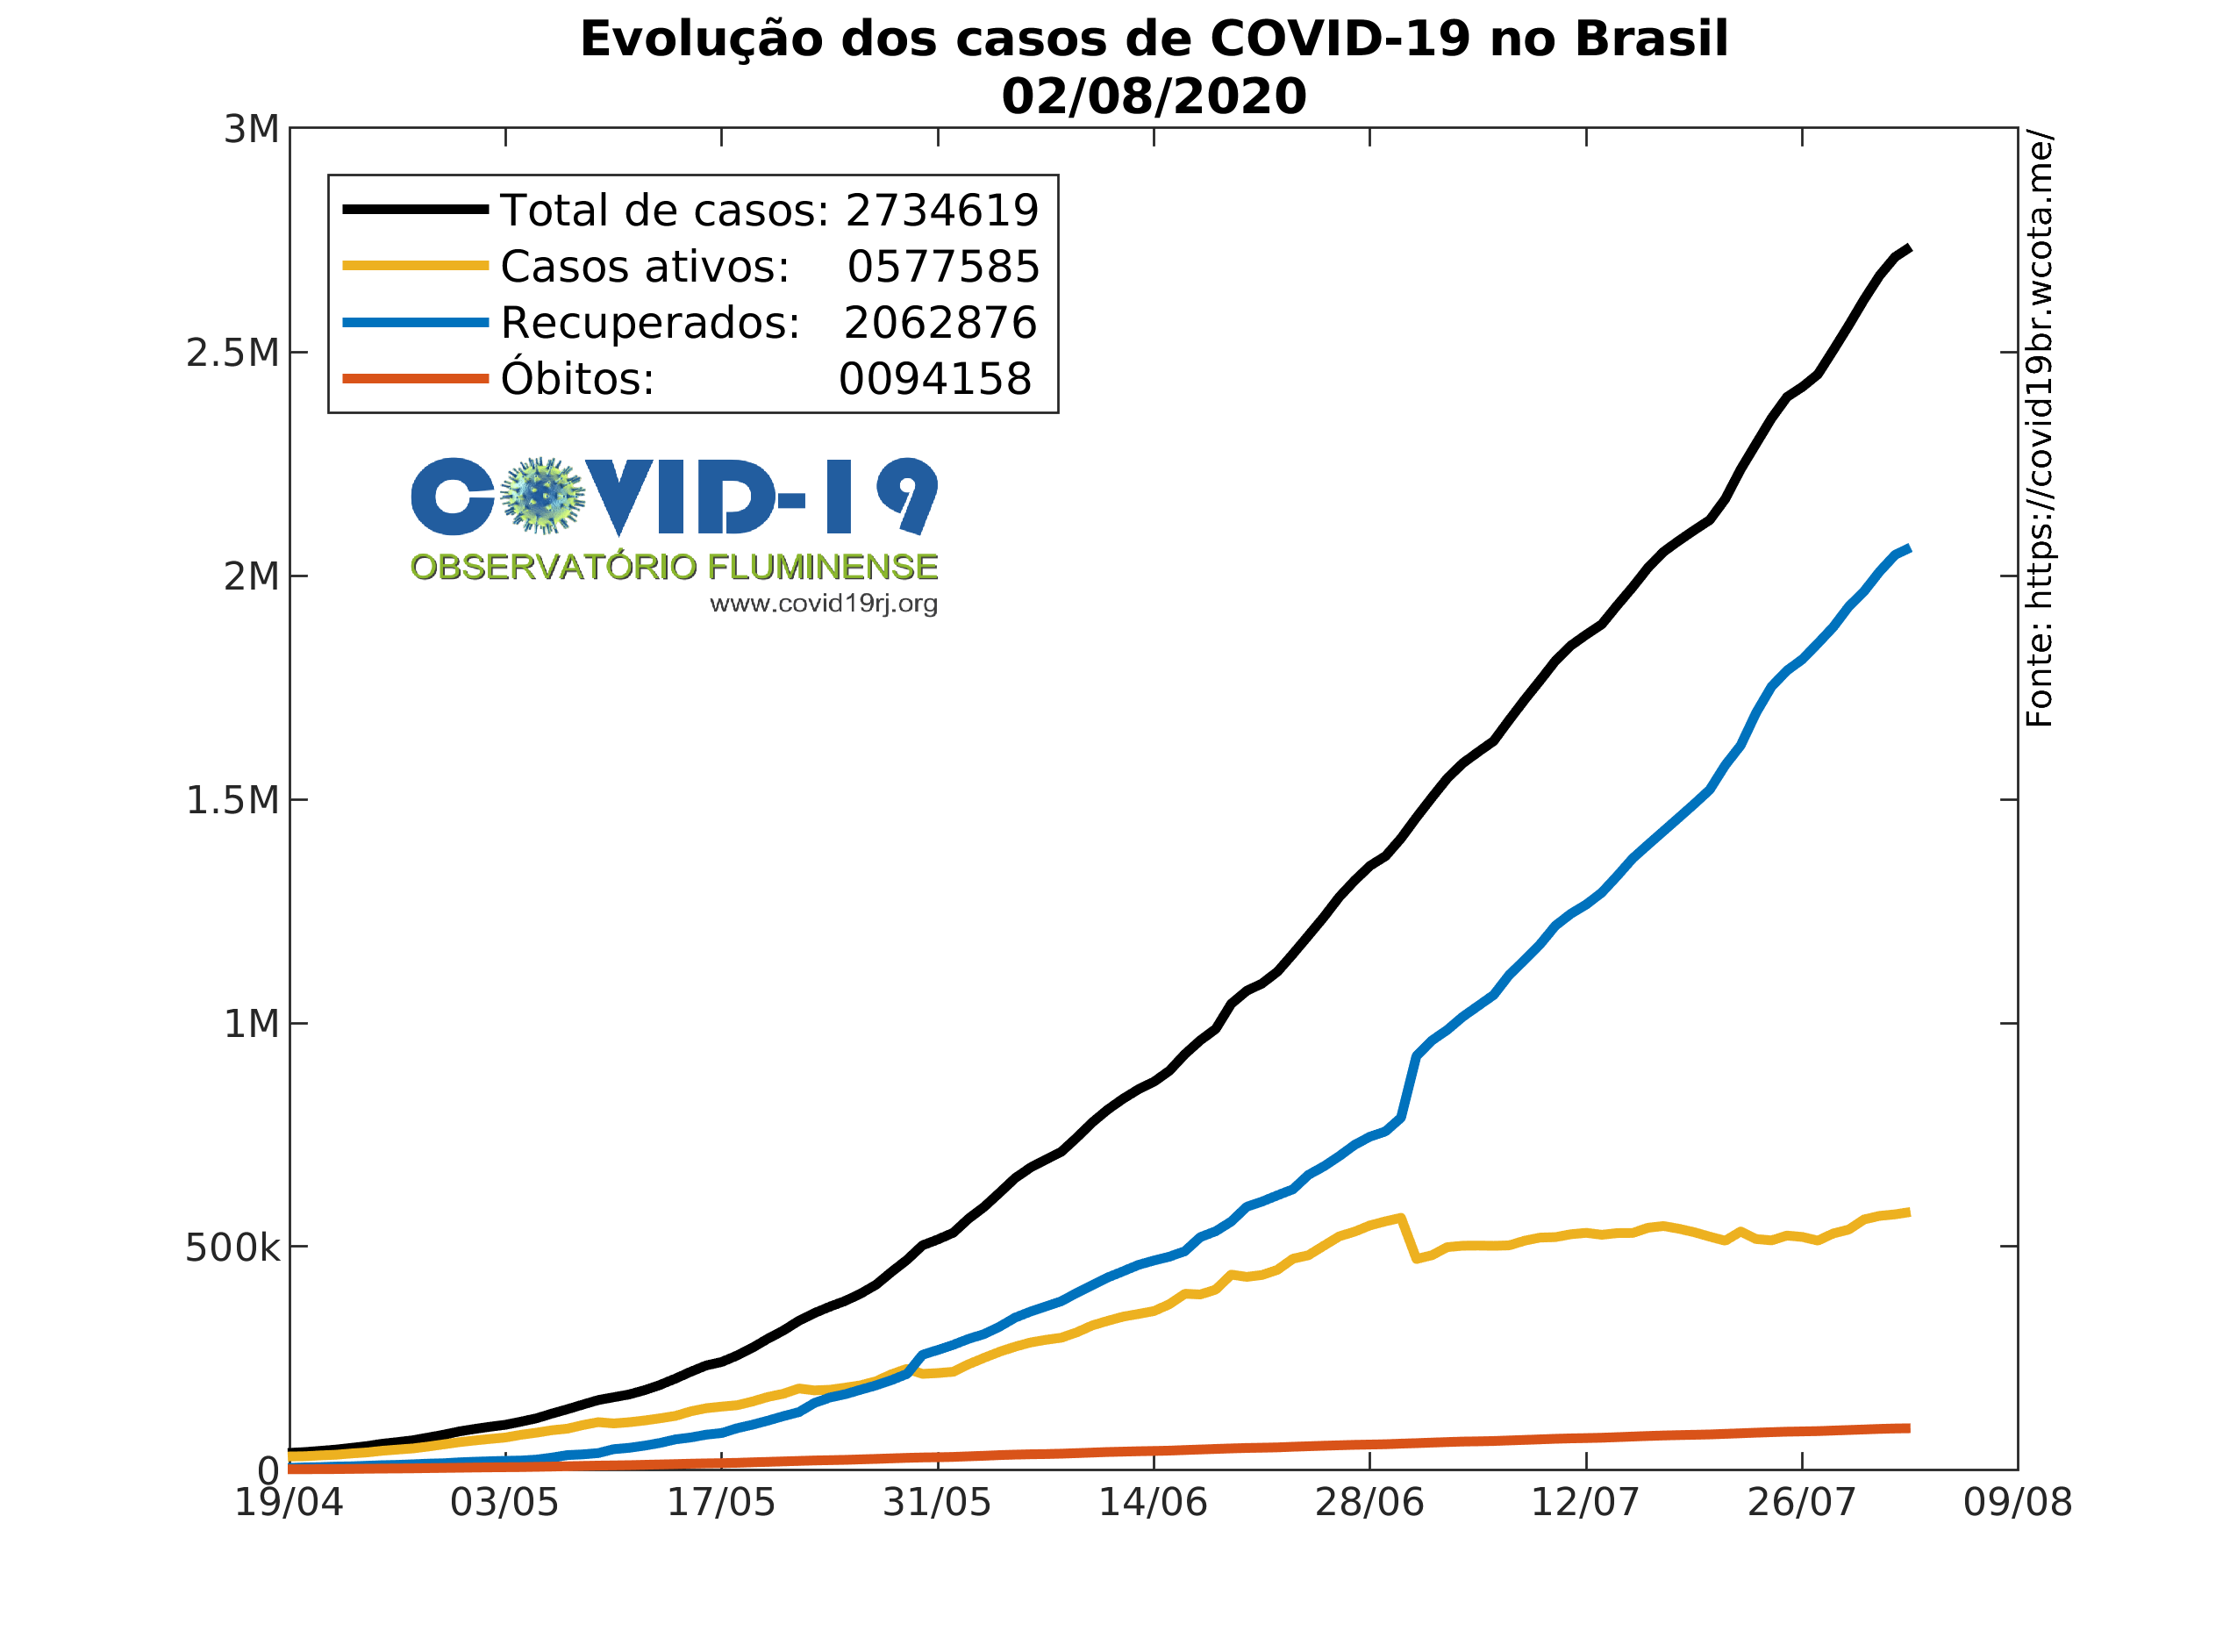 Evolução dos casos de COVID-19 no Brasil
02/08/2020
3M
2.5M
2M
1.5M
1M
500k
0
Total de casos: 2734619
Casos ativos: 0577585
Recuperados: 2062876
Óbitos: 0094158
COVID-19
OBSERVATÓRIO FLUMINENSE
www.covid19rj.org
Fonte: https://covid19br.wcota.me/
19/04 03/05 17/05 31/05 14/06 28/06 12/07 26/07 09/08